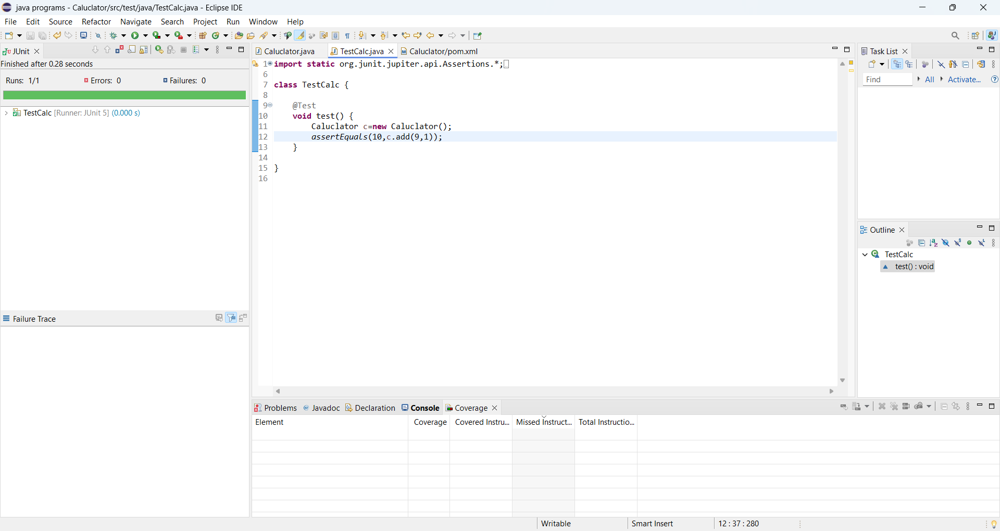 java programs - Caluclator/src/test/java/TestCalc.java - Eclipse IDE
File Edit Source Refactor Navigate Search Project Run Window Help
JUnit
Finished after 0.28 seconds
Runs: 1/1 Errors: 0 Failures: 0
TestCalc [Runner: JUnit 5] (0.000 s)
Failure Trace
Caluclator.java TestCalc.java Caluclator/pom.xml
1 import static org.junit.jupiter.api.Assertions.*;
6
7 class TestCalc {
8
9 @Test
10 void test() {
11 Caluclator c=new Caluclator();
12 assertEquals(10,c.add(9,1));
13 }
14
15 }
16
Task List
Find All Activate...
Outline
TestCalc
test() : void
Problems Javadoc Declaration Console Coverage
Element Coverage Covered Instru... Missed Instruct... Total Instructio...
Writable Smart Insert 12 : 37 : 280